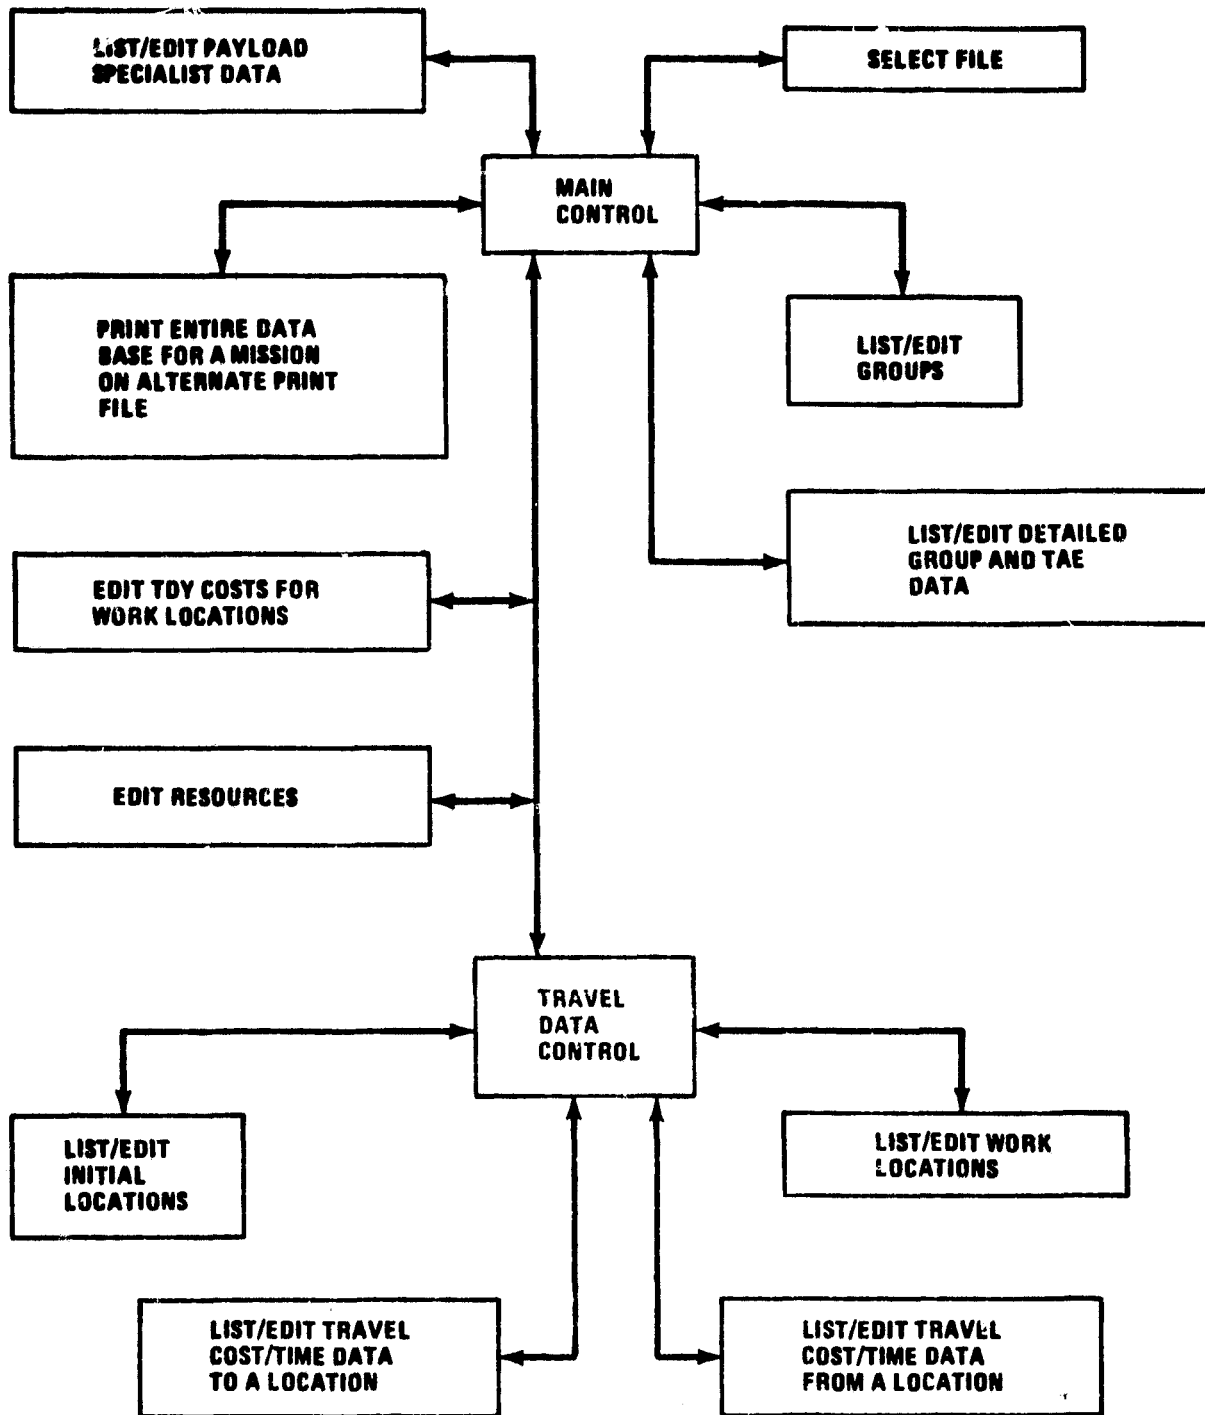 LIST/EDIT PAYLOAD
SPECIALIST DATA
SELECT FILE
MAIN
CONTROL
PRINT ENTIRE DATA
BASE FOR A MISSION
ON ALTERNATE PRINT
FILE
LIST/EDIT
GROUPS
LIST/EDIT DETAILED
GROUP AND TAE
DATA
EDIT TDY COSTS FOR
WORK LOCATIONS
EDIT RESOURCES
TRAVEL
DATA
CONTROL
LIST/EDIT
INITIAL
LOCATIONS
LIST/EDIT WORK
LOCATIONS
LIST/EDIT TRAVEL
COST/TIME DATA
TO A LOCATION
LIST/EDIT TRAVEL
COST/TIME DATA
FROM A LOCATION